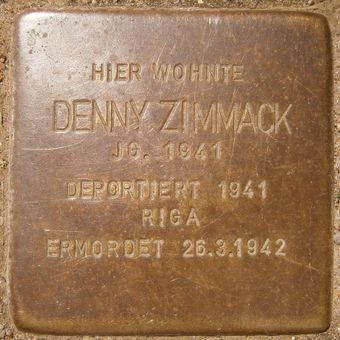 HIER WOHNTE
DENNY ZIMMACK
JG. 1941
DEPORTIERT 1941
RIGA
ERMORDET 26.3.1942